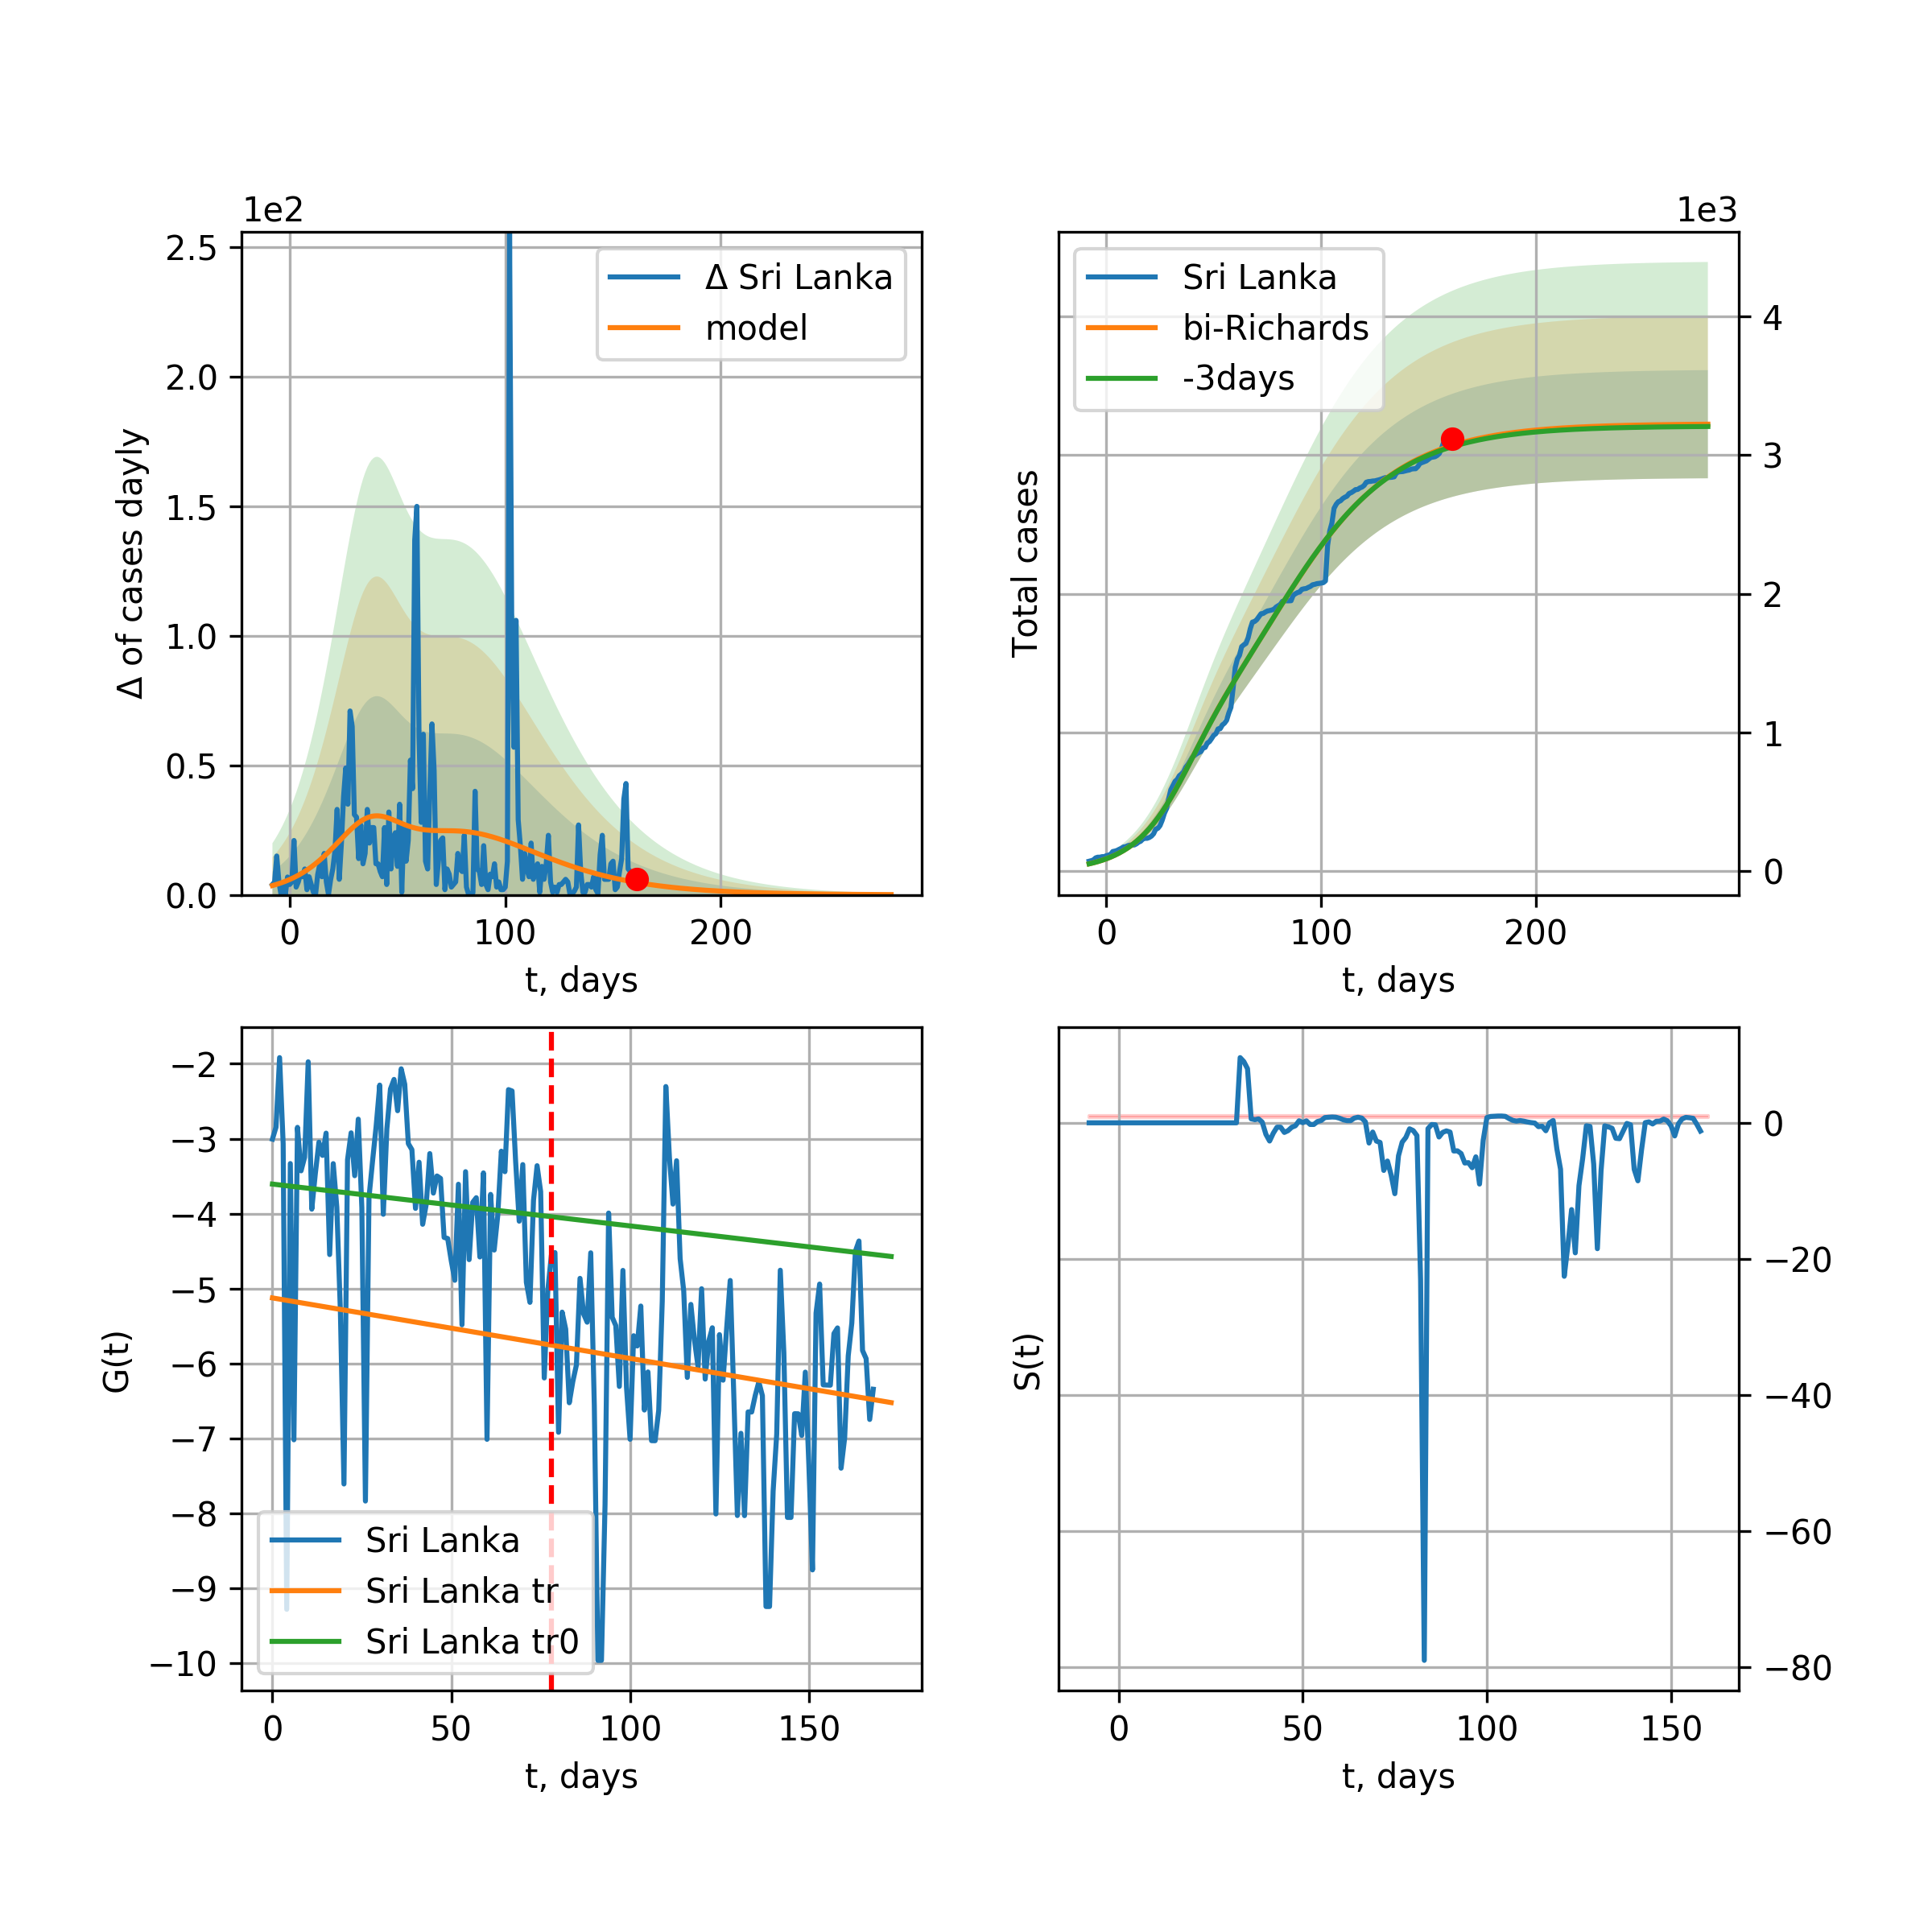 1e2
2.5
2.0
1.5
1.0
0.5
0.0
Δ of cases dayly
Δ Sri Lanka
model
0 100 200
t, days
1e3
Sri Lanka
bi-Richards
-3days
Total cases
4
3
2
1
0
0 100 200
t, days
−2
−3
−4
−5
−6
−7
−8
−9
−10
G(t)
Sri Lanka
Sri Lanka tr
Sri Lanka tr0
0 50 100 150
t, days
S(t)
0
−20
−40
−60
−80
0 50 100 150
t, days